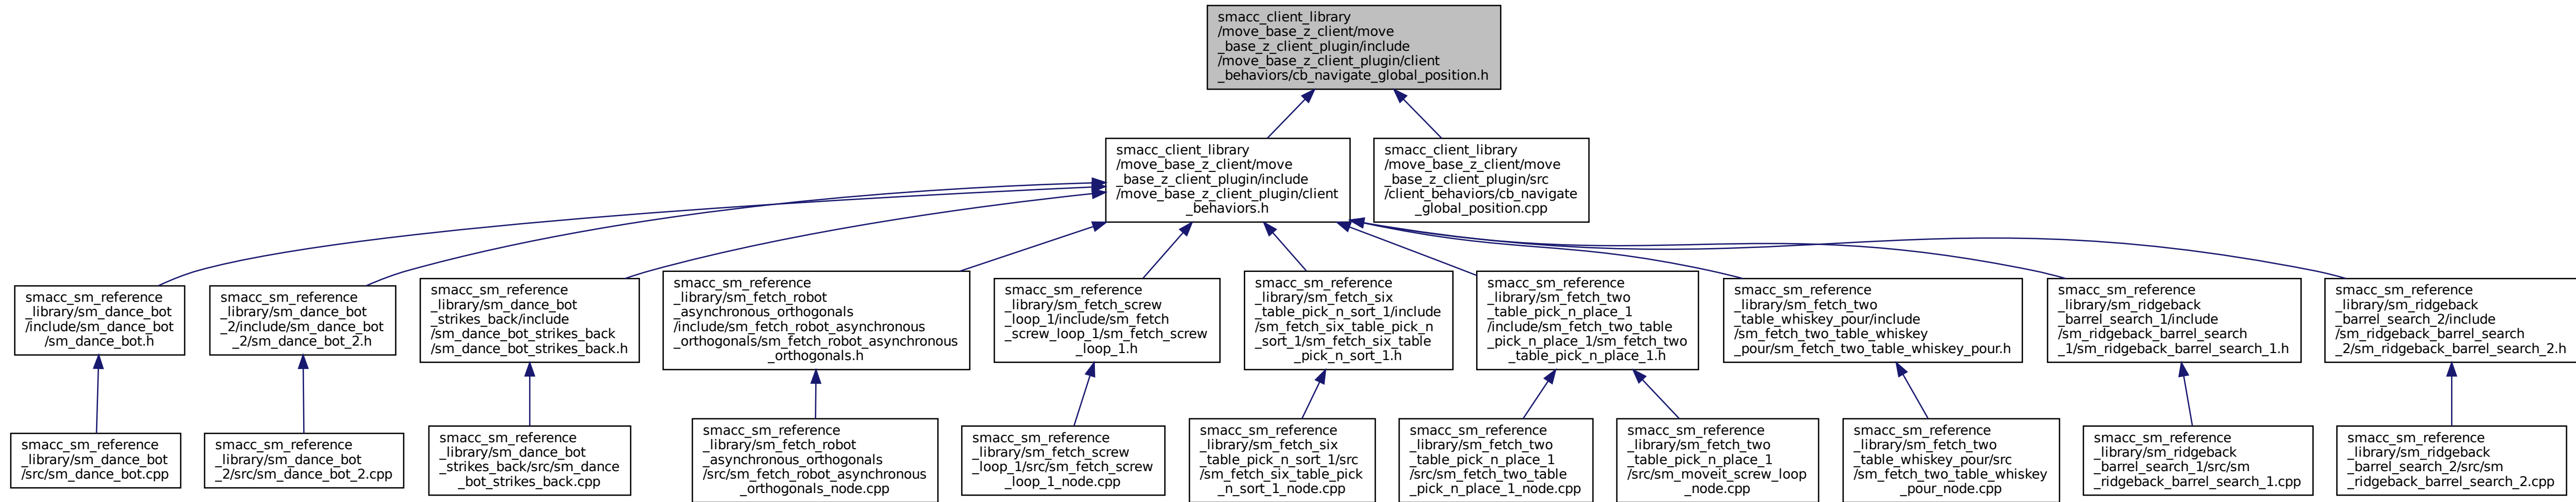 smacc_client_library
/move_base_z_client/move
_base_z_client_plugin/include
/move_base_z_client_plugin/client
_behaviors/cb_navigate_global_position.h
smacc_client_library
/move_base_z_client/move
_base_z_client_plugin/include
/move_base_z_client_plugin/client
_behaviors.h
smacc_client_library
/move_base_z_client/move
_base_z_client_plugin/src
/client_behaviors/cb_navigate
_global_position.cpp
smacc_sm_reference
_library/sm_dance_bot
/include/sm_dance_bot
/sm_dance_bot.h
smacc_sm_reference
_library/sm_dance_bot
_2/include/sm_dance_bot
_2/sm_dance_bot_2.h
smacc_sm_reference
_library/sm_dance_bot
_strikes_back/include
/sm_dance_bot_strikes_back
/sm_dance_bot_strikes_back.h
smacc_sm_reference
_library/sm_fetch_robot
_asynchronous_orthogonals
/include/sm_fetch_robot_asynchronous
_orthogonals/sm_fetch_robot_asynchronous
_orthogonals.h
smacc_sm_reference
_library/sm_fetch_screw
_loop_1/include/sm_fetch
_screw_loop_1/sm_fetch_screw
_loop_1.h
smacc_sm_reference
_library/sm_fetch_six
_table_pick_n_sort_1/include
/sm_fetch_six_table_pick_n
_sort_1/sm_fetch_six_table
_pick_n_sort_1.h
smacc_sm_reference
_library/sm_fetch_two
_table_pick_n_place_1
/include/sm_fetch_two_table
_pick_n_place_1/sm_fetch_two
_table_pick_n_place_1.h
smacc_sm_reference
_library/sm_fetch_two
_table_whiskey_pour/include
/sm_fetch_two_table_whiskey
_pour/sm_fetch_two_table_whiskey_pour.h
smacc_sm_reference
_library/sm_ridgeback
_barrel_search_1/include
/sm_ridgeback_barrel_search
_1/sm_ridgeback_barrel_search_1.h
smacc_sm_reference
_library/sm_ridgeback
_barrel_search_2/include
/sm_ridgeback_barrel_search
_2/sm_ridgeback_barrel_search_2.h
smacc_sm_reference
_library/sm_dance_bot
/src/sm_dance_bot.cpp
smacc_sm_reference
_library/sm_dance_bot
_2/src/sm_dance_bot_2.cpp
smacc_sm_reference
_library/sm_dance_bot
_strikes_back/src/sm_dance
_bot_strikes_back.cpp
smacc_sm_reference
_library/sm_fetch_robot
_asynchronous_orthogonals
/src/sm_fetch_robot_asynchronous
_orthogonals_node.cpp
smacc_sm_reference
_library/sm_fetch_screw
_loop_1/src/sm_fetch_screw
_loop_1_node.cpp
smacc_sm_reference
_library/sm_fetch_six
_table_pick_n_sort_1/src
/sm_fetch_six_table_pick
_n_sort_1_node.cpp
smacc_sm_reference
_library/sm_fetch_two
_table_pick_n_place_1
/src/sm_fetch_two_table
_pick_n_place_1_node.cpp
smacc_sm_reference
_library/sm_fetch_two
_table_pick_n_place_1
/src/sm_moveit_screw_loop
_node.cpp
smacc_sm_reference
_library/sm_fetch_two
_table_whiskey_pour/src
/sm_fetch_two_table_whiskey
_pour_node.cpp
smacc_sm_reference
_library/sm_ridgeback
_barrel_search_1/src/sm
_ridgeback_barrel_search_1.cpp
smacc_sm_reference
_library/sm_ridgeback
_barrel_search_2/src/sm
_ridgeback_barrel_search_2.cpp